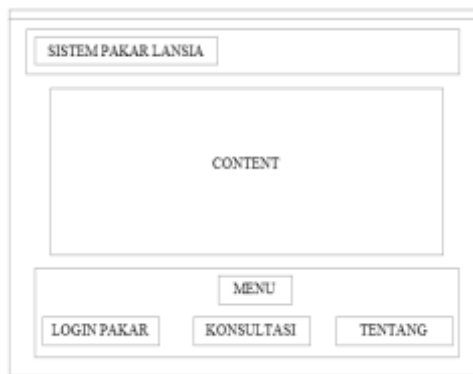 SISTEM PAKAR LANSIA
CONTENT
MENU
LOGIN PAKAR KONSULTASI TENTANG